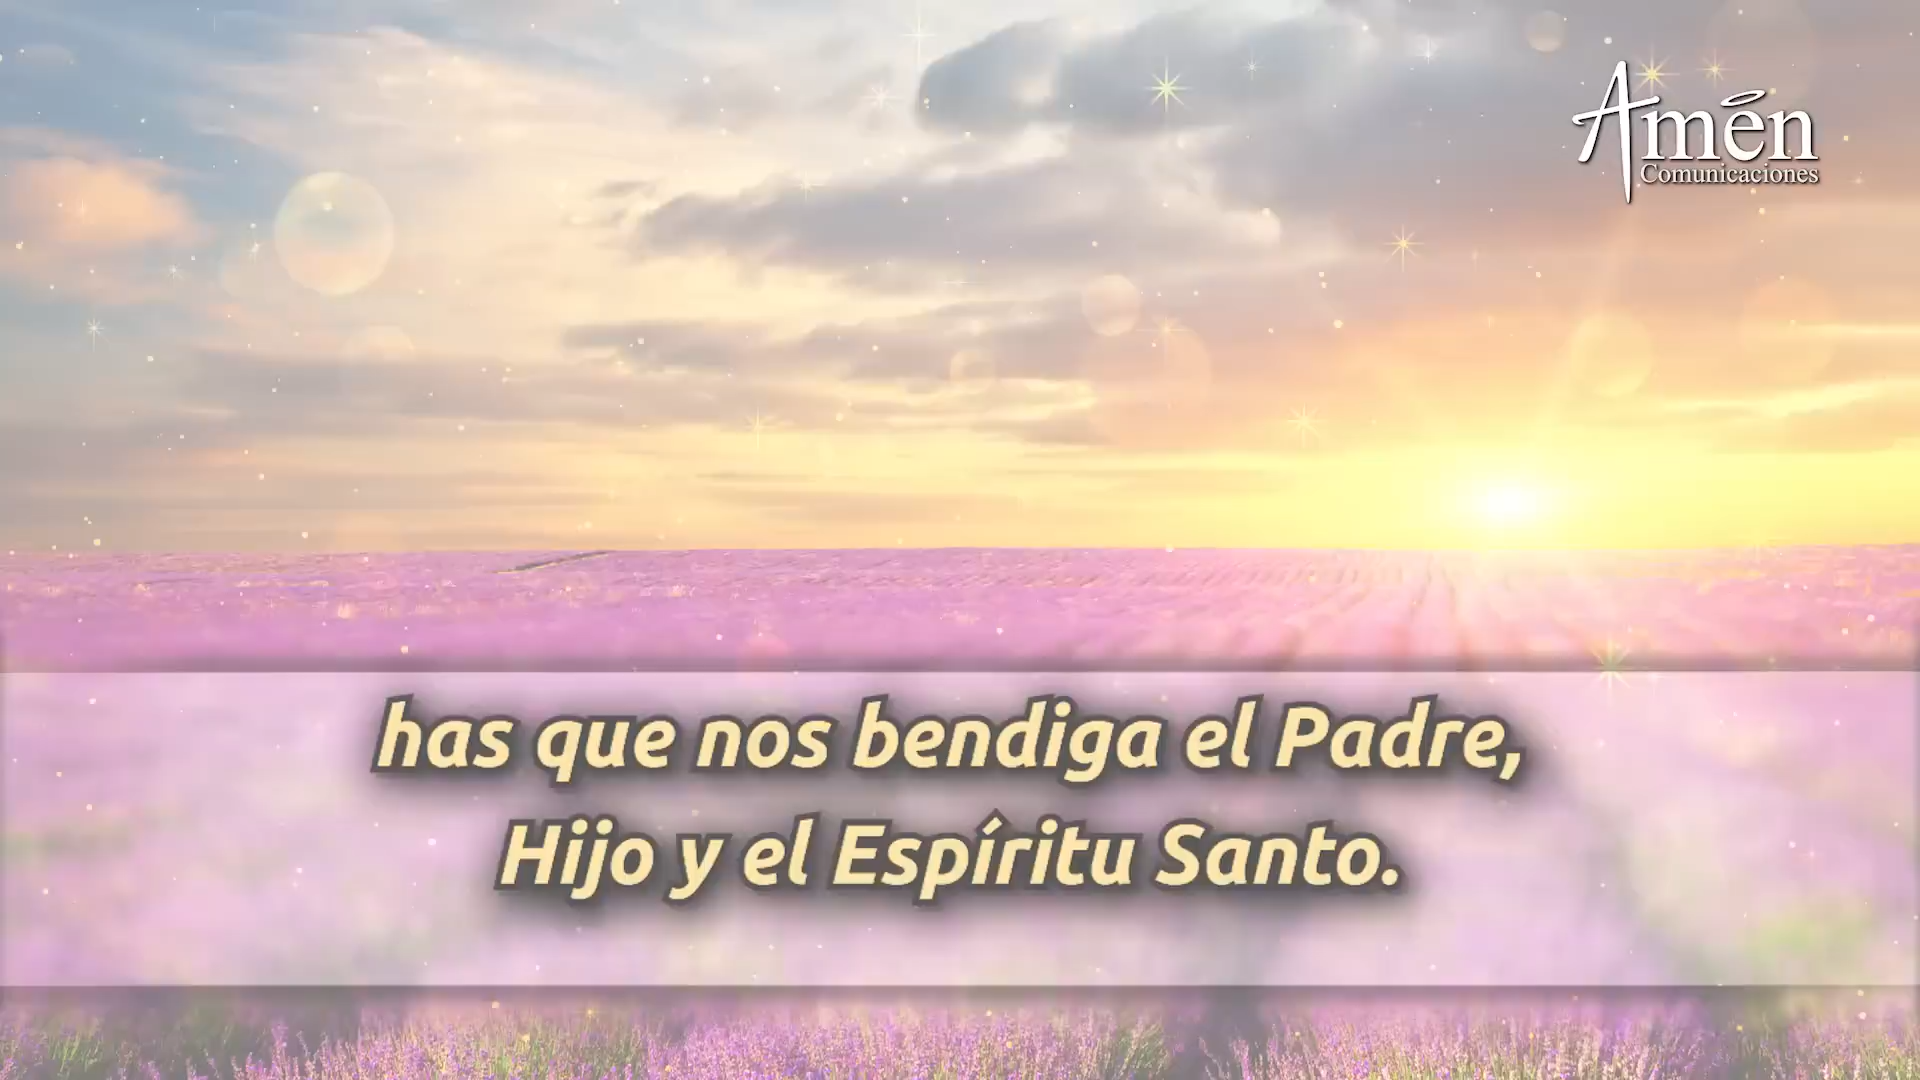 Amén
Comunicaciones
has que nos bendiga el Padre,
Hijo y el Espíritu Santo.